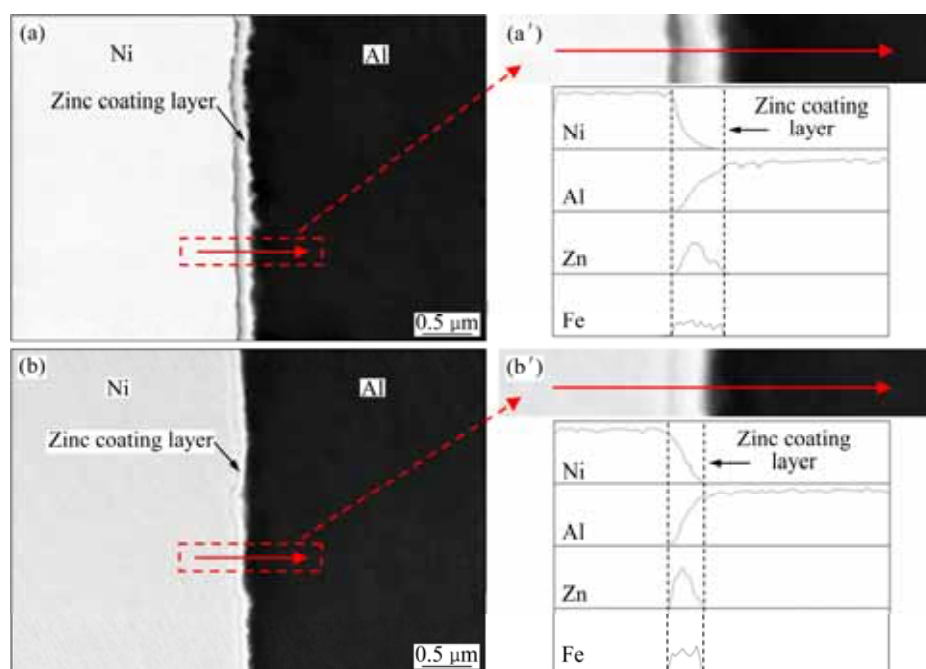 (a)
Ni
Al
Zinc coating layer
0.5 μm
(a′)
Zinc coating
layer
Ni
Al
Zn
Fe
(b)
Ni
Al
Zinc coating layer
0.5 μm
(b′)
Zinc coating
layer
Ni
Al
Zn
Fe